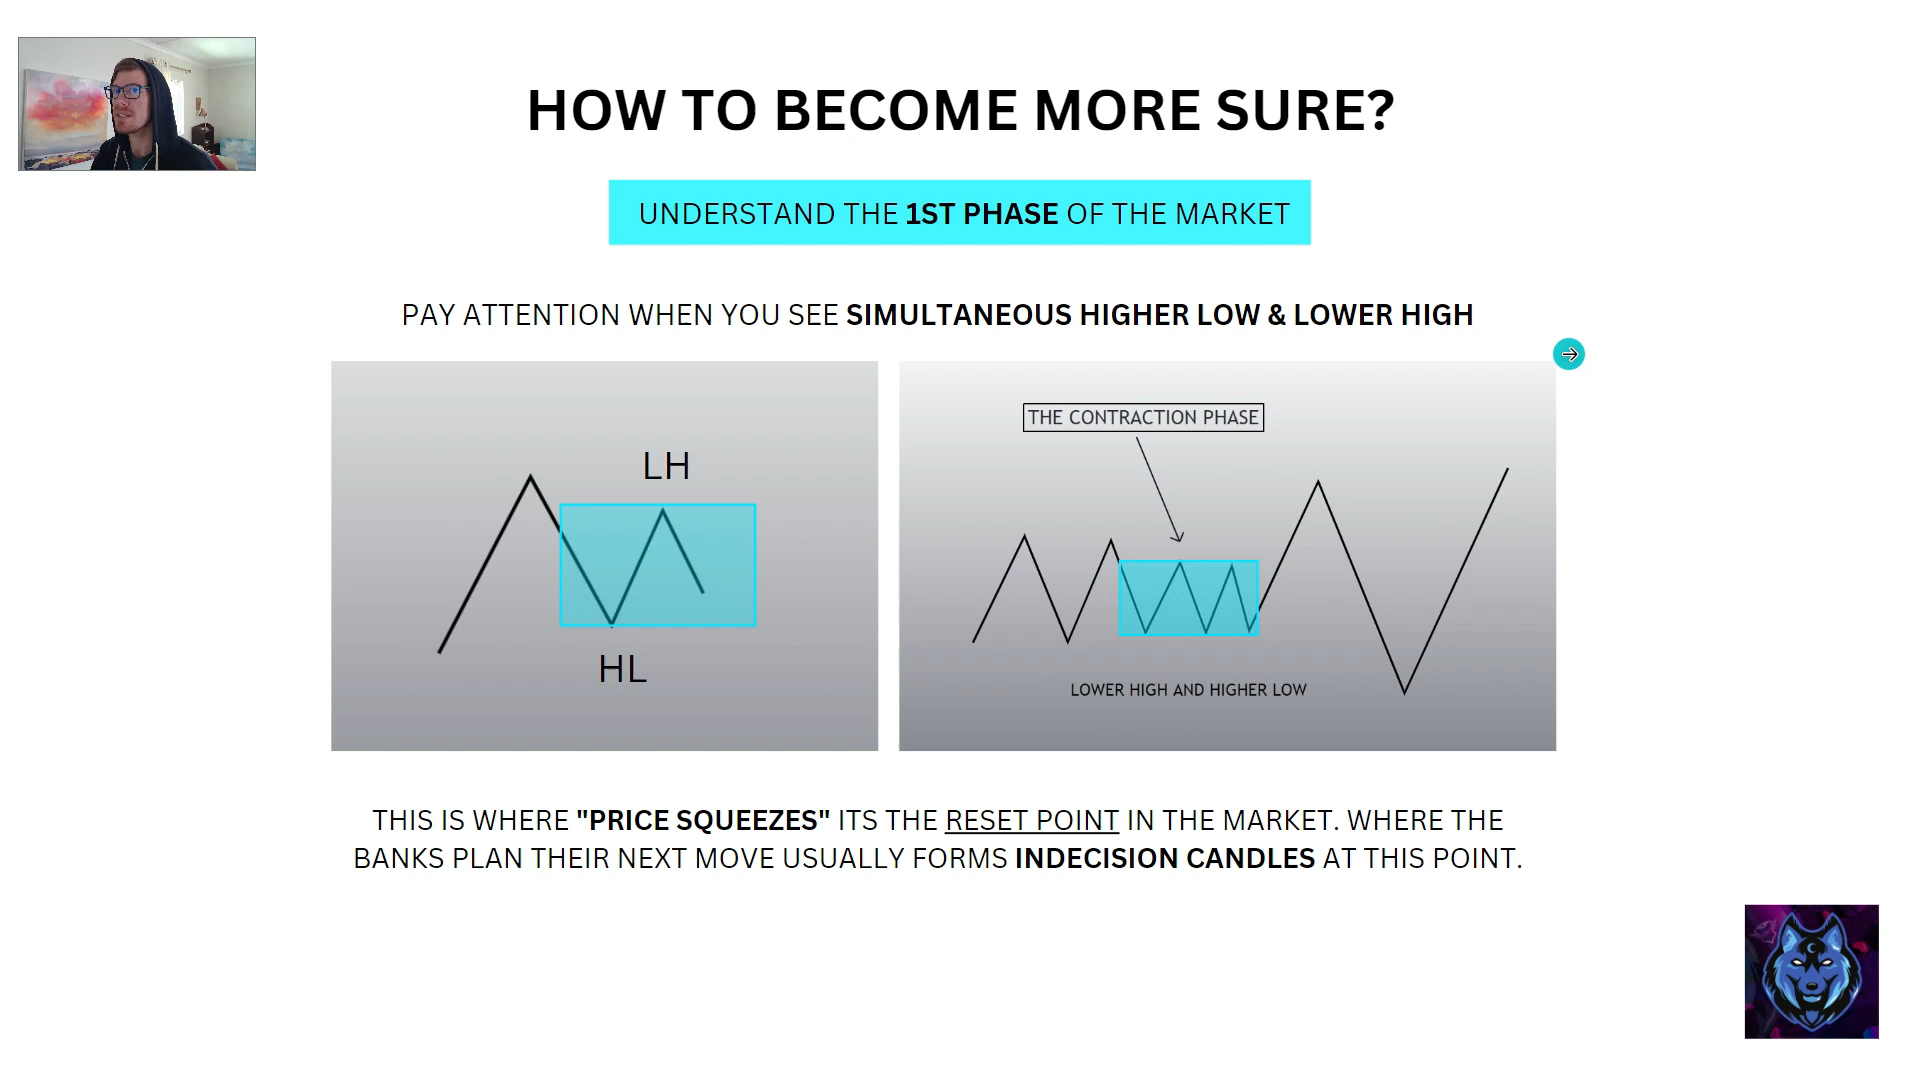 HOW TO BECOME MORE SURE?
UNDERSTAND THE 1ST PHASE OF THE MARKET
PAY ATTENTION WHEN YOU SEE SIMULTANEOUS HIGHER LOW & LOWER HIGH
LH
HL
THE CONTRACTION PHASE
LOWER HIGH AND HIGHER LOW
THIS IS WHERE "PRICE SQUEEZES" ITS THE RESET POINT IN THE MARKET. WHERE THE
BANKS PLAN THEIR NEXT MOVE USUALLY FORMS INDECISION CANDLES AT THIS POINT.